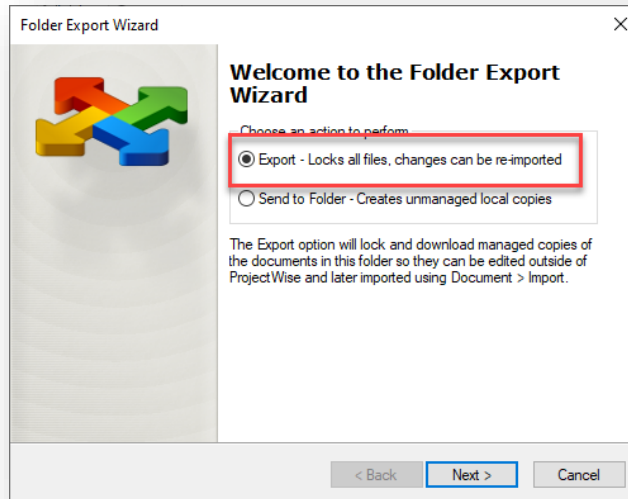 Folder Export Wizard
Welcome to the Folder Export
Wizard
Choose an action to perform
Export - Locks all files, changes can be re-imported
Send to Folder - Creates unmanaged local copies
The Export option will lock and download managed copies of
the documents in this folder so they can be edited outside of
ProjectWise and later imported using Document > Import.
< Back
Next >
Cancel